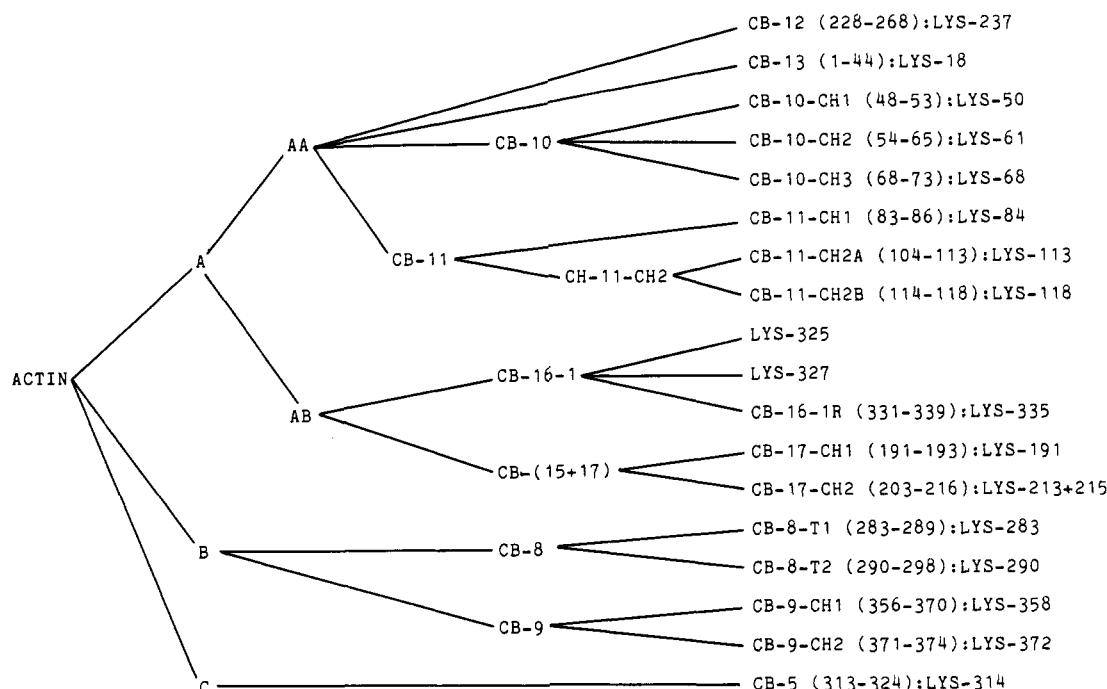 CB-12 (228-268):LYS-237
CB-13 (1-44):LYS-18
CB-10-CH1 (48-53):LYS-50
AA
CB-10
CB-10-CH2 (54-65):LYS-61
CB-10-CH3 (68-73):LYS-68
CB-11-CH1 (83-86):LYS-84
A
CB-11
CH-11-CH2
CB-11-CH2A (104-113):LYS-113
CB-11-CH2B (114-118):LYS-118
LYS-325
ACTIN
CB-16-1
LYS-327
AB
CB-16-1R (331-339):LYS-335
CB-17-CH1 (191-193):LYS-191
CB-(15+17)
CB-17-CH2 (203-216):LYS-213+215
CB-8-T1 (283-289):LYS-283
B
CB-8
CB-8-T2 (290-298):LYS-290
CB-9-CH1 (356-370):LYS-358
CB-9
CB-9-CH2 (371-374):LYS-372
C
CB-5 (313-324):LYS-314